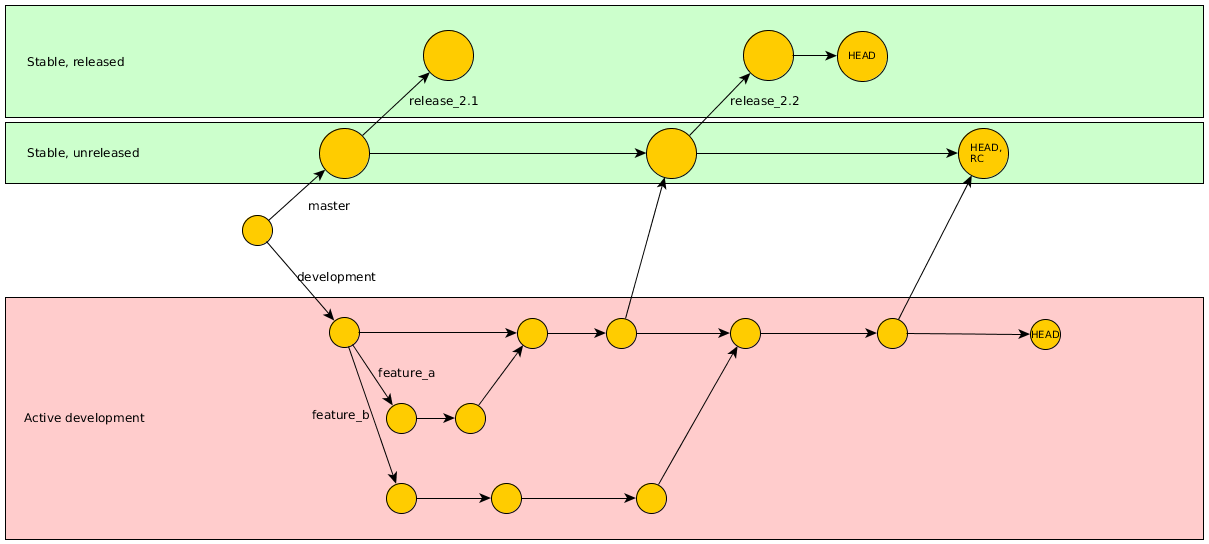 Stable, released
HEAD
release_2.1
release_2.2
Stable, unreleased
HEAD,
RC
master
development
HEAD
feature_a
feature_b
Active development